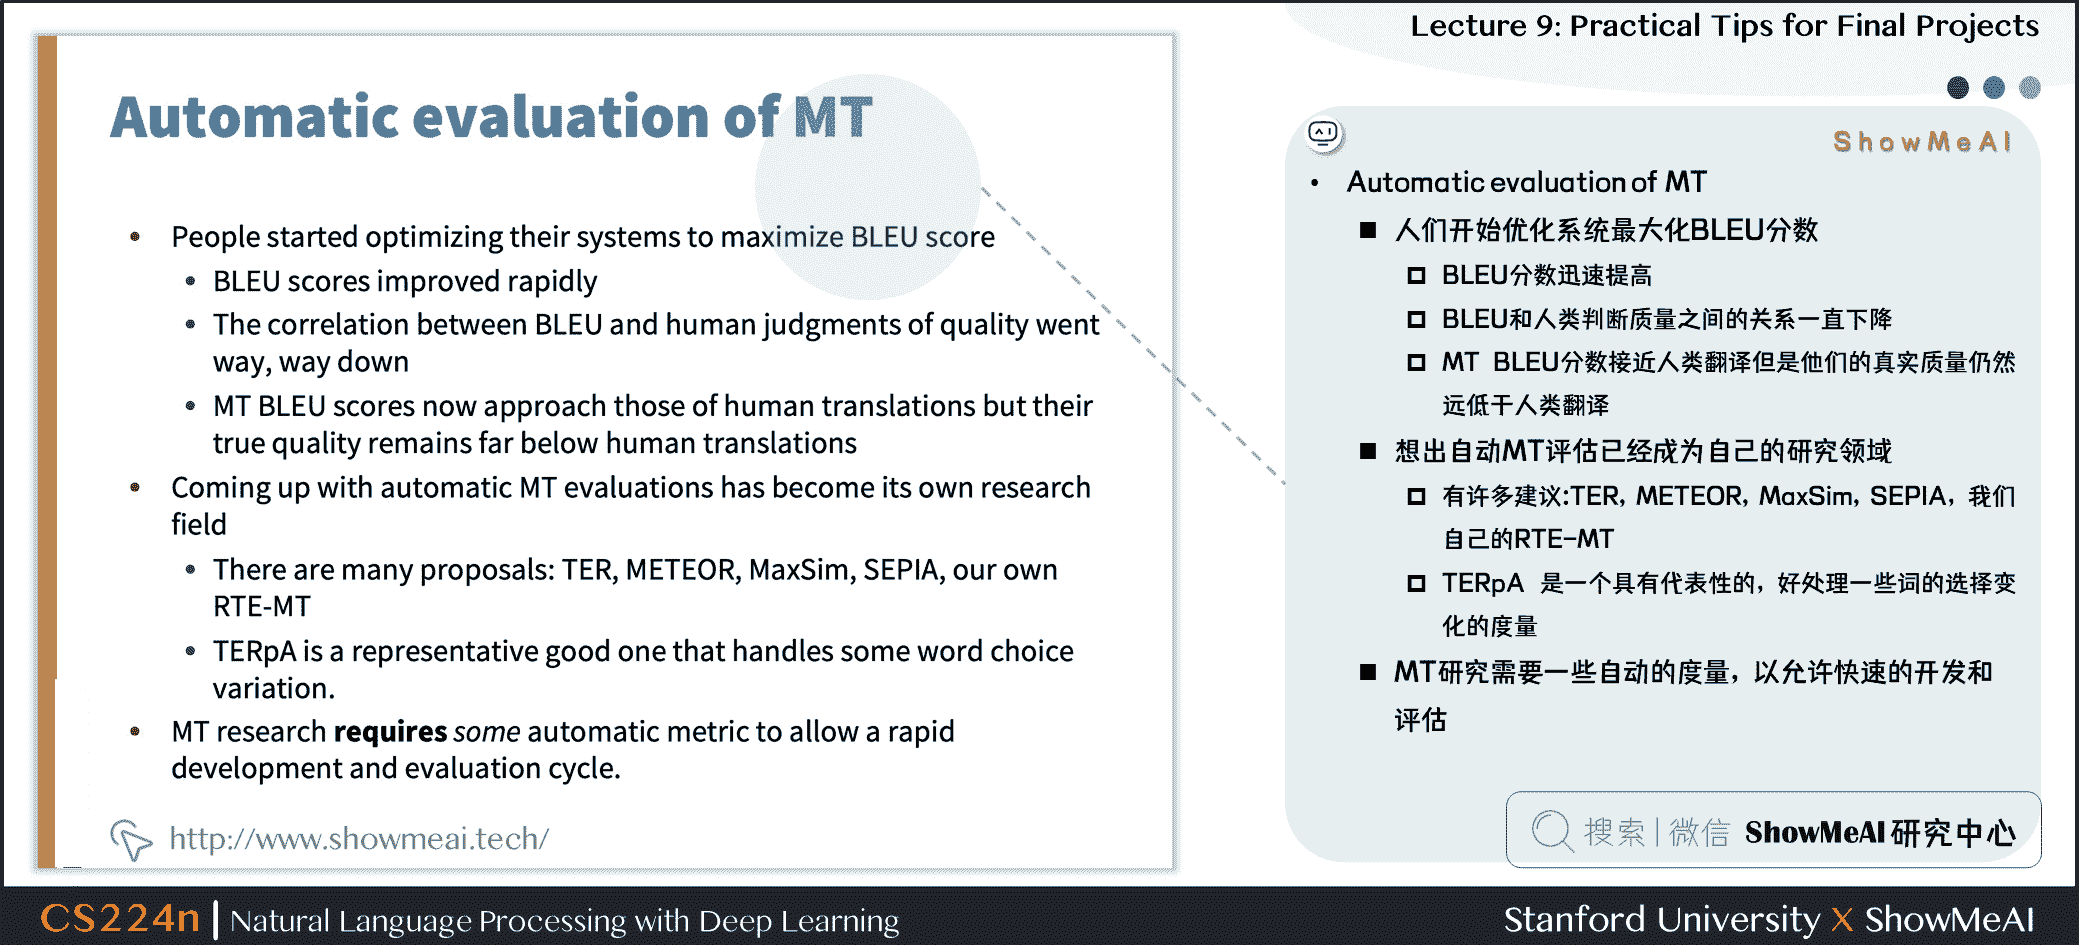 Lecture 9: Practical Tips for Final Projects
Automatic evaluation of MT
• People started optimizing their systems to maximize BLEU score
• BLEU scores improved rapidly
• The correlation between BLEU and human judgments of quality went
way, way down
• MT BLEU scores now approach those of human translations but their
true quality remains far below human translations
• Coming up with automatic MT evaluations has become its own research
field
• There are many proposals: TER, METEOR, MaxSim, SEPIA, our own
RTE-MT
• TERpA is a representative good one that handles some word choice
variation.
• MT research requires some automatic metric to allow a rapid
development and evaluation cycle.
http://www.showmeai.tech/
ShowMeAI
• Automatic evaluation of MT
■ 人们开始优化系统最大化BLEU分数
□ BLEU分数迅速提高
□ BLEU和人类判断质量之间的关系一直下降
□ MT BLEU分数接近人类翻译但是他们的真实质量仍然
远低于人类翻译
■ 想出自动MT评估已经成为自己的研究领域
□ 有许多建议:TER, METEOR, MaxSim, SEPIA, 我们
自己的RTE-MT
□ TERpA 是一个具有代表性的, 好处理一些词的选择变
化的度量
■ MT研究需要一些自动的度量, 以允许快速的开发和
评估
搜索 | 微信 ShowMeAI 研究中心
CS224n | Natural Language Processing with Deep Learning
Stanford University X ShowMeAI